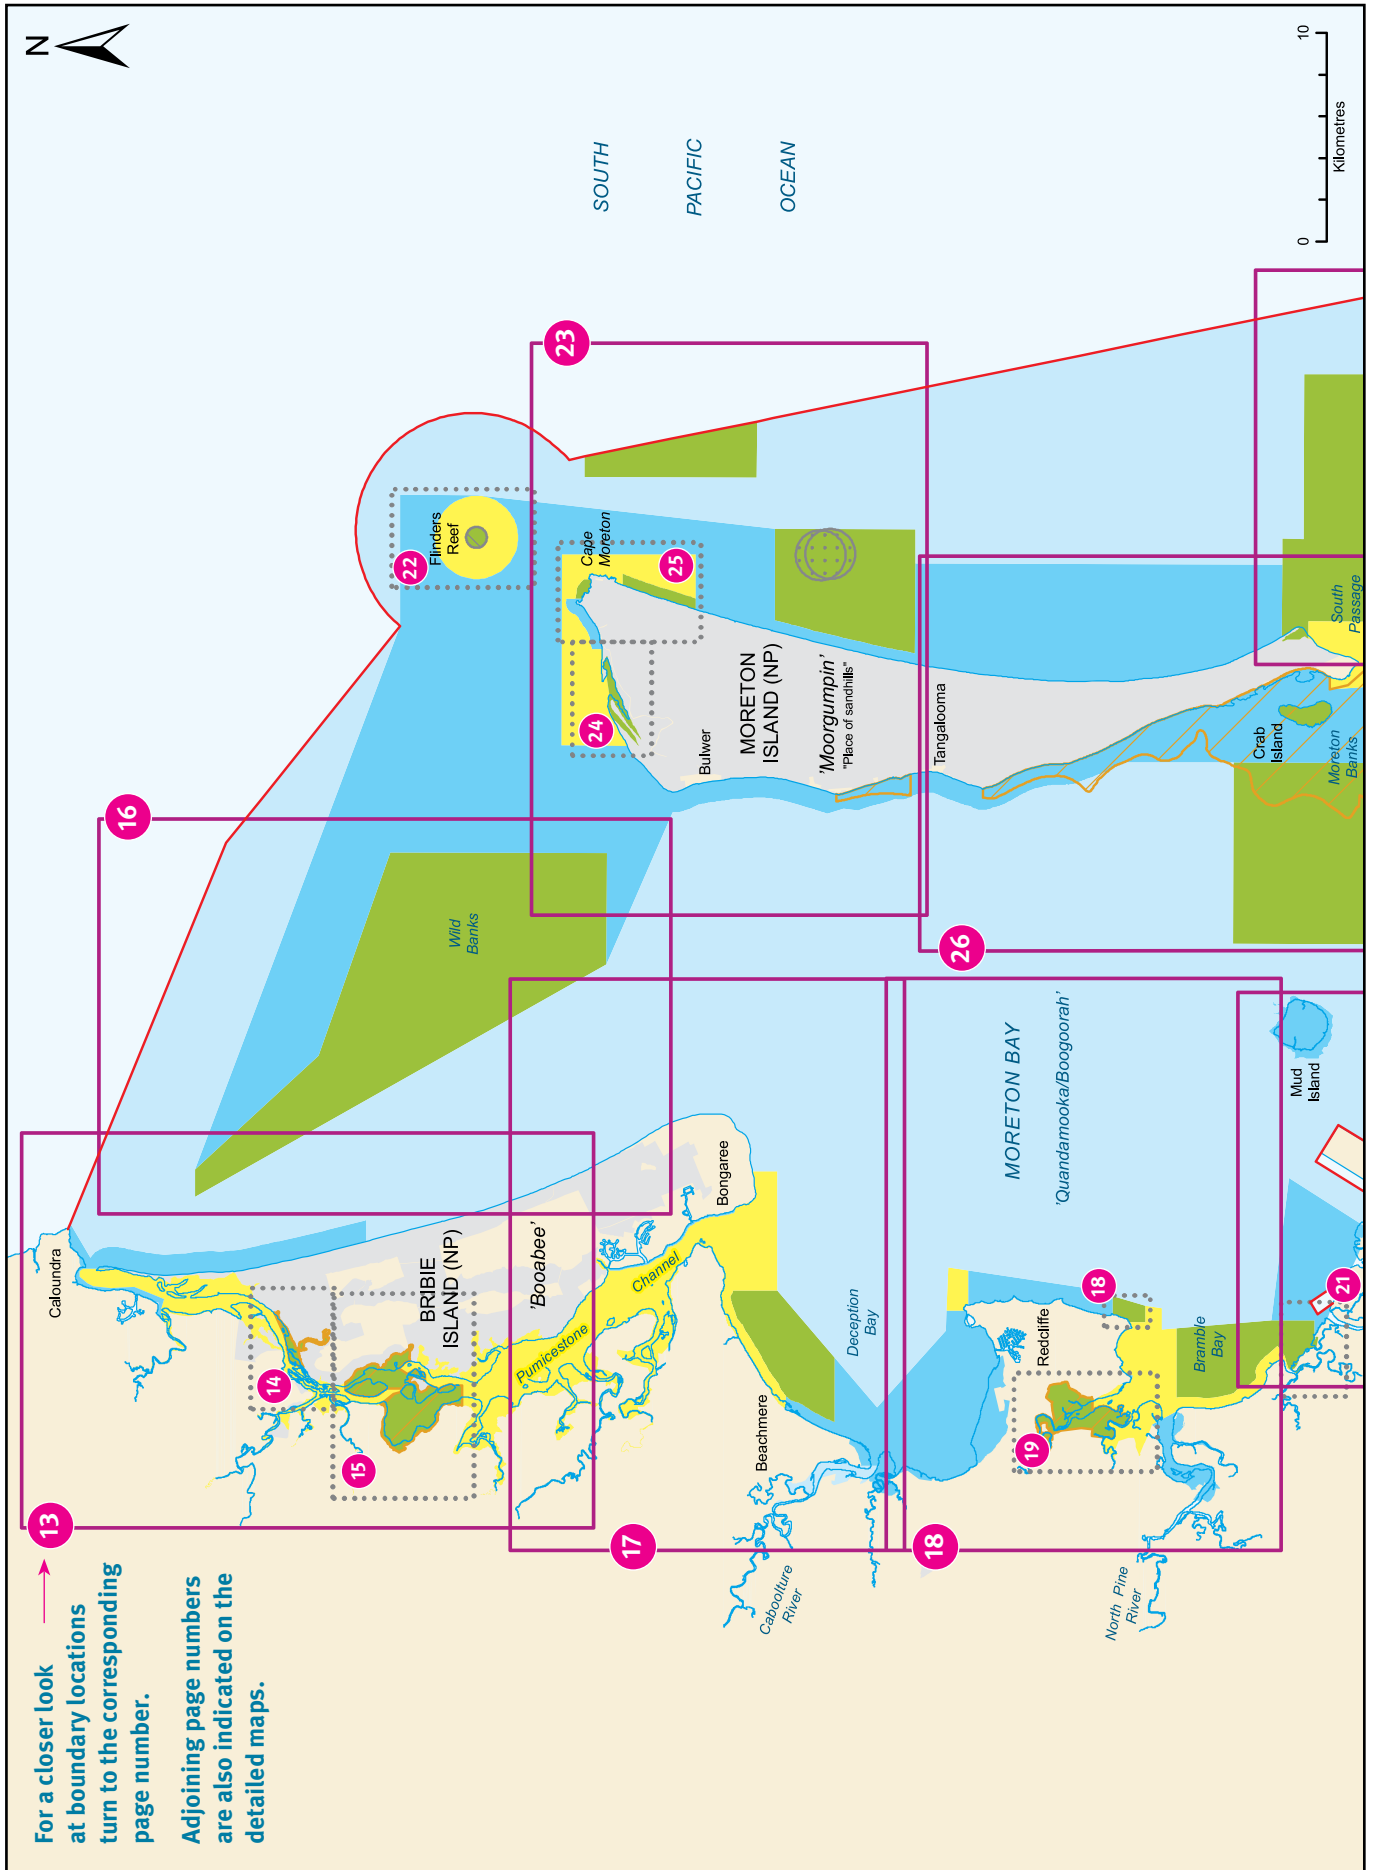 For a closer look
at boundary locations
turn to the corresponding
page number.
Adjoining page numbers
are also indicated on the
detailed maps.
N
13
14
15
16
17
18
18
19
21
22
23
24
25
26
Caloundra
BRIBIE
ISLAND (NP)
'Booabee'
Pumicestone
Channel
Bongaree
Wild
Banks
Flinders
Reef
Cape
Moreton
Bulwer
MORETON
ISLAND (NP)
'Moorgumpin'
"Place of sandhills"
Tangalooma
Crab
Island
Moreton
Banks
South
Passage
SOUTH
PACIFIC
OCEAN
Beachmere
Deception
Bay
Caboolture
River
MORETON BAY
'Quandamooka/Boogoorah'
Redcliffe
Bramble
Bay
North Pine
River
Mud
Island
0
10
Kilometres